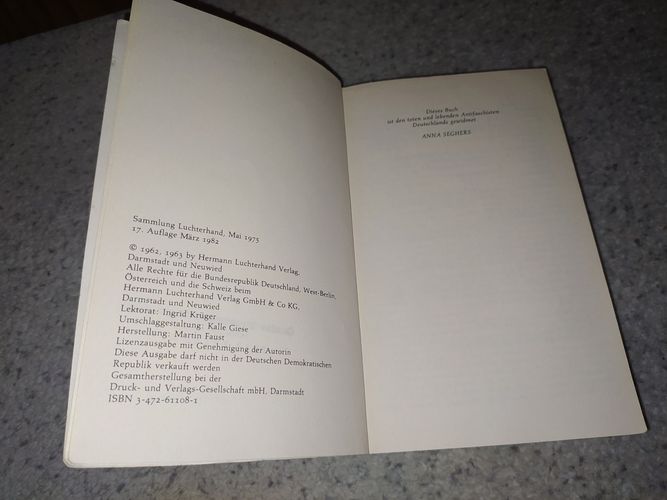 Sammlung Luchterhand, Mai 1975
17. Auflage März 1982
© 1962, 1963 by Hermann Luchterhand Verlag,
Darmstadt und Neuwied
Alle Rechte für die Bundesrepublik Deutschland, West-Berlin,
Österreich und die Schweiz beim
Hermann Luchterhand Verlag GmbH & Co KG,
Darmstadt und Neuwied
Lektorat: Ingrid Krüger
Umschlaggestaltung: Kalle Giese
Herstellung: Martin Faust
Lizenzausgabe mit Genehmigung der Autorin
Diese Ausgabe darf nicht in der Deutschen Demokratischen
Republik verkauft werden
Gesamtherstellung bei der
Druck- und Verlags-Gesellschaft mbH, Darmstadt
ISBN 3-472-61108-1
Dieses Buch
ist den toten und lebenden Antifaschisten
Deutschlands gewidmet
ANNA SEGHERS